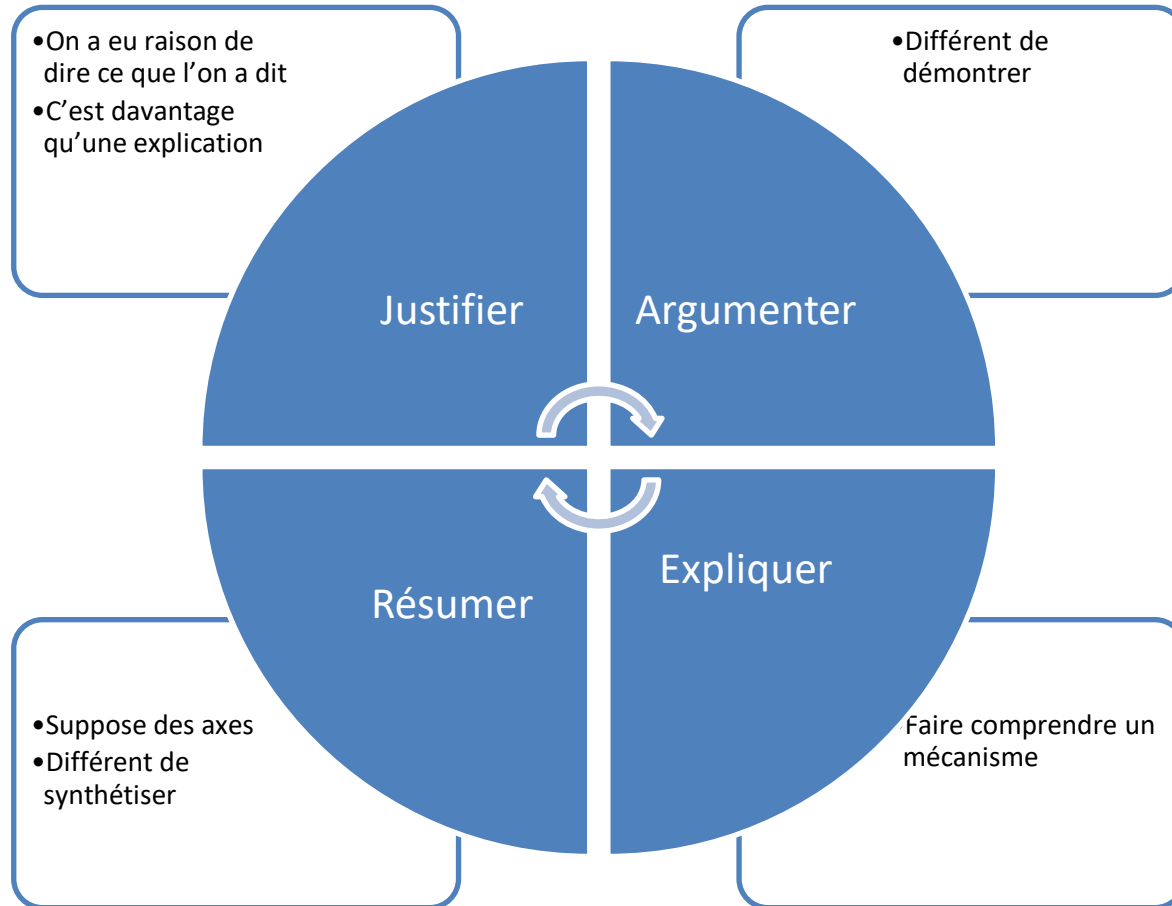 •On a eu raison de
dire ce que l’on a dit
•C’est davantage
qu’une explication
•Différent de
démontrer
Justifier
Argumenter
Résumer
Expliquer
•Suppose des axes
•Différent de
synthétiser
•Faire comprendre un
mécanisme